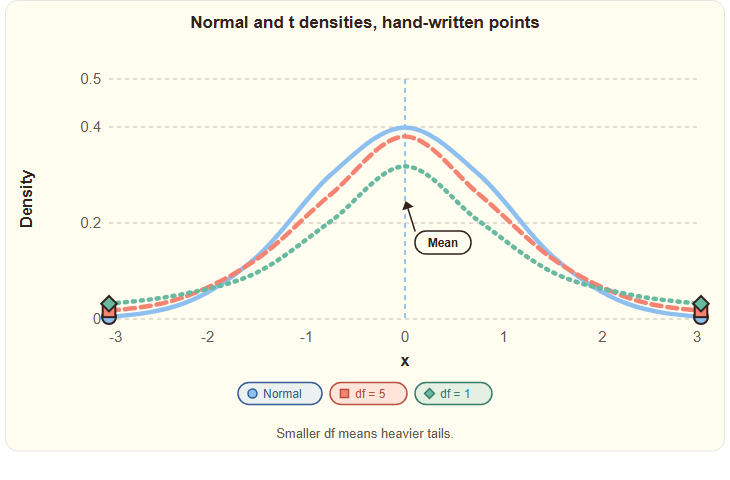 Normal and t densities, hand-written points
0.5
0.4
0.2
0
Density
Mean
-3 -2 -1 0 1 2 3
x
Normal df = 5 df = 1
Smaller df means heavier tails.